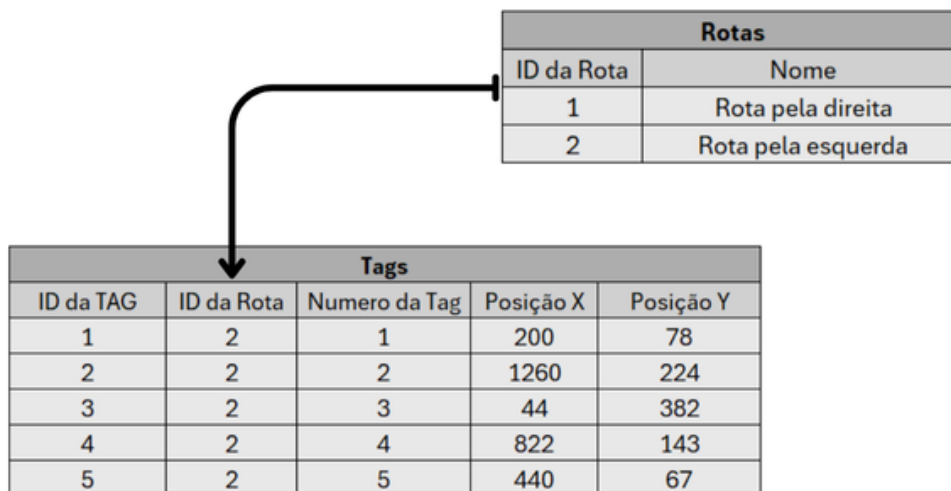 Rotas
ID da Rota Nome
1 Rota pela direita
2 Rota pela esquerda
Tags
ID da TAG ID da Rota Numero da Tag Posição X Posição Y
1 2 1 200 78
2 2 2 1260 224
3 2 3 44 382
4 2 4 822 143
5 2 5 440 67